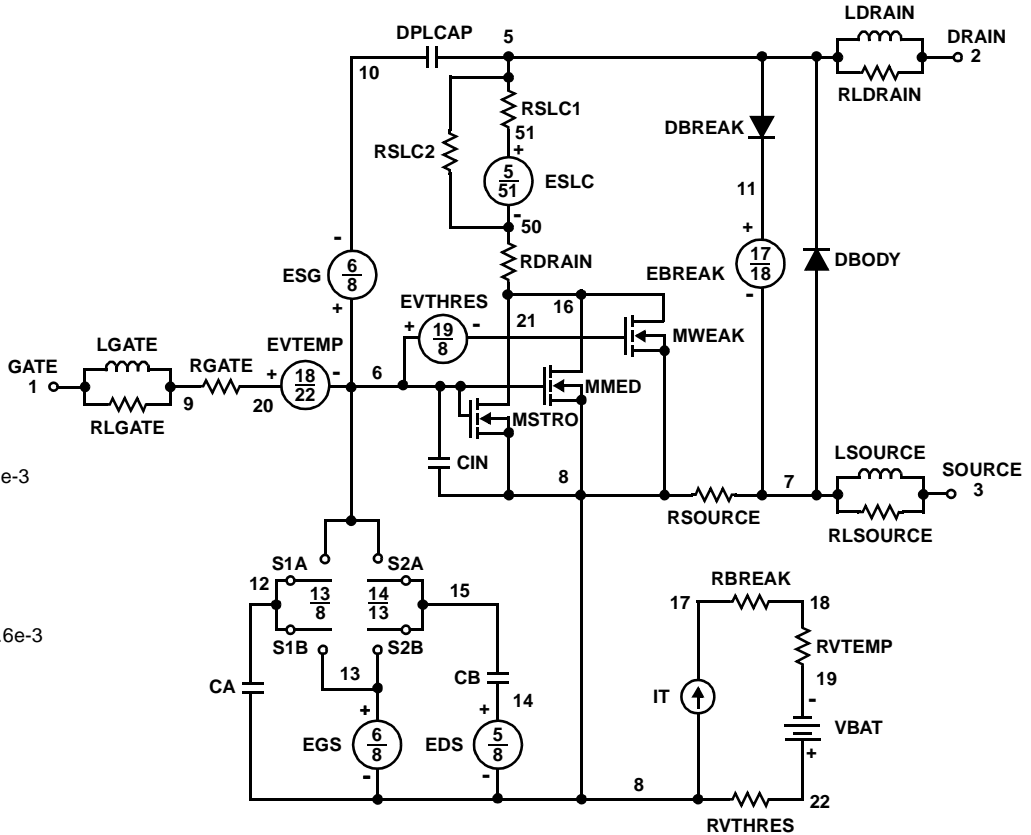 LDRAIN
DPLCAP
5
DRAIN
2
10
RLDRAIN
RSLC1
51
+
DBREAK
RSLC2
5
51
ESLC
11
-
50
-
+
RDRAIN
17
18
DBODY
ESG
6
8
EBREAK
-
+
EVTHRES
16
+
19
8
-
21
MWEAK
LGATE
EVTEMP
GATE
1
RGATE
+
18
22
-
6
MMED
9
20
MSTRO
RLGATE
CIN
LSOURCE
e-3
8
7
SOURCE
3
RSOURCE
RLSOURCE
S1A
S2A
12
13
8
14
13
15
RBREAK
17
18
.6e-3
S1B
S2B
RVTEMP
13
CB
19
CA
14
IT
-
+
+
VBAT
EGS
6
8
EDS
5
8
+
-
-
8
22
RVTHRES